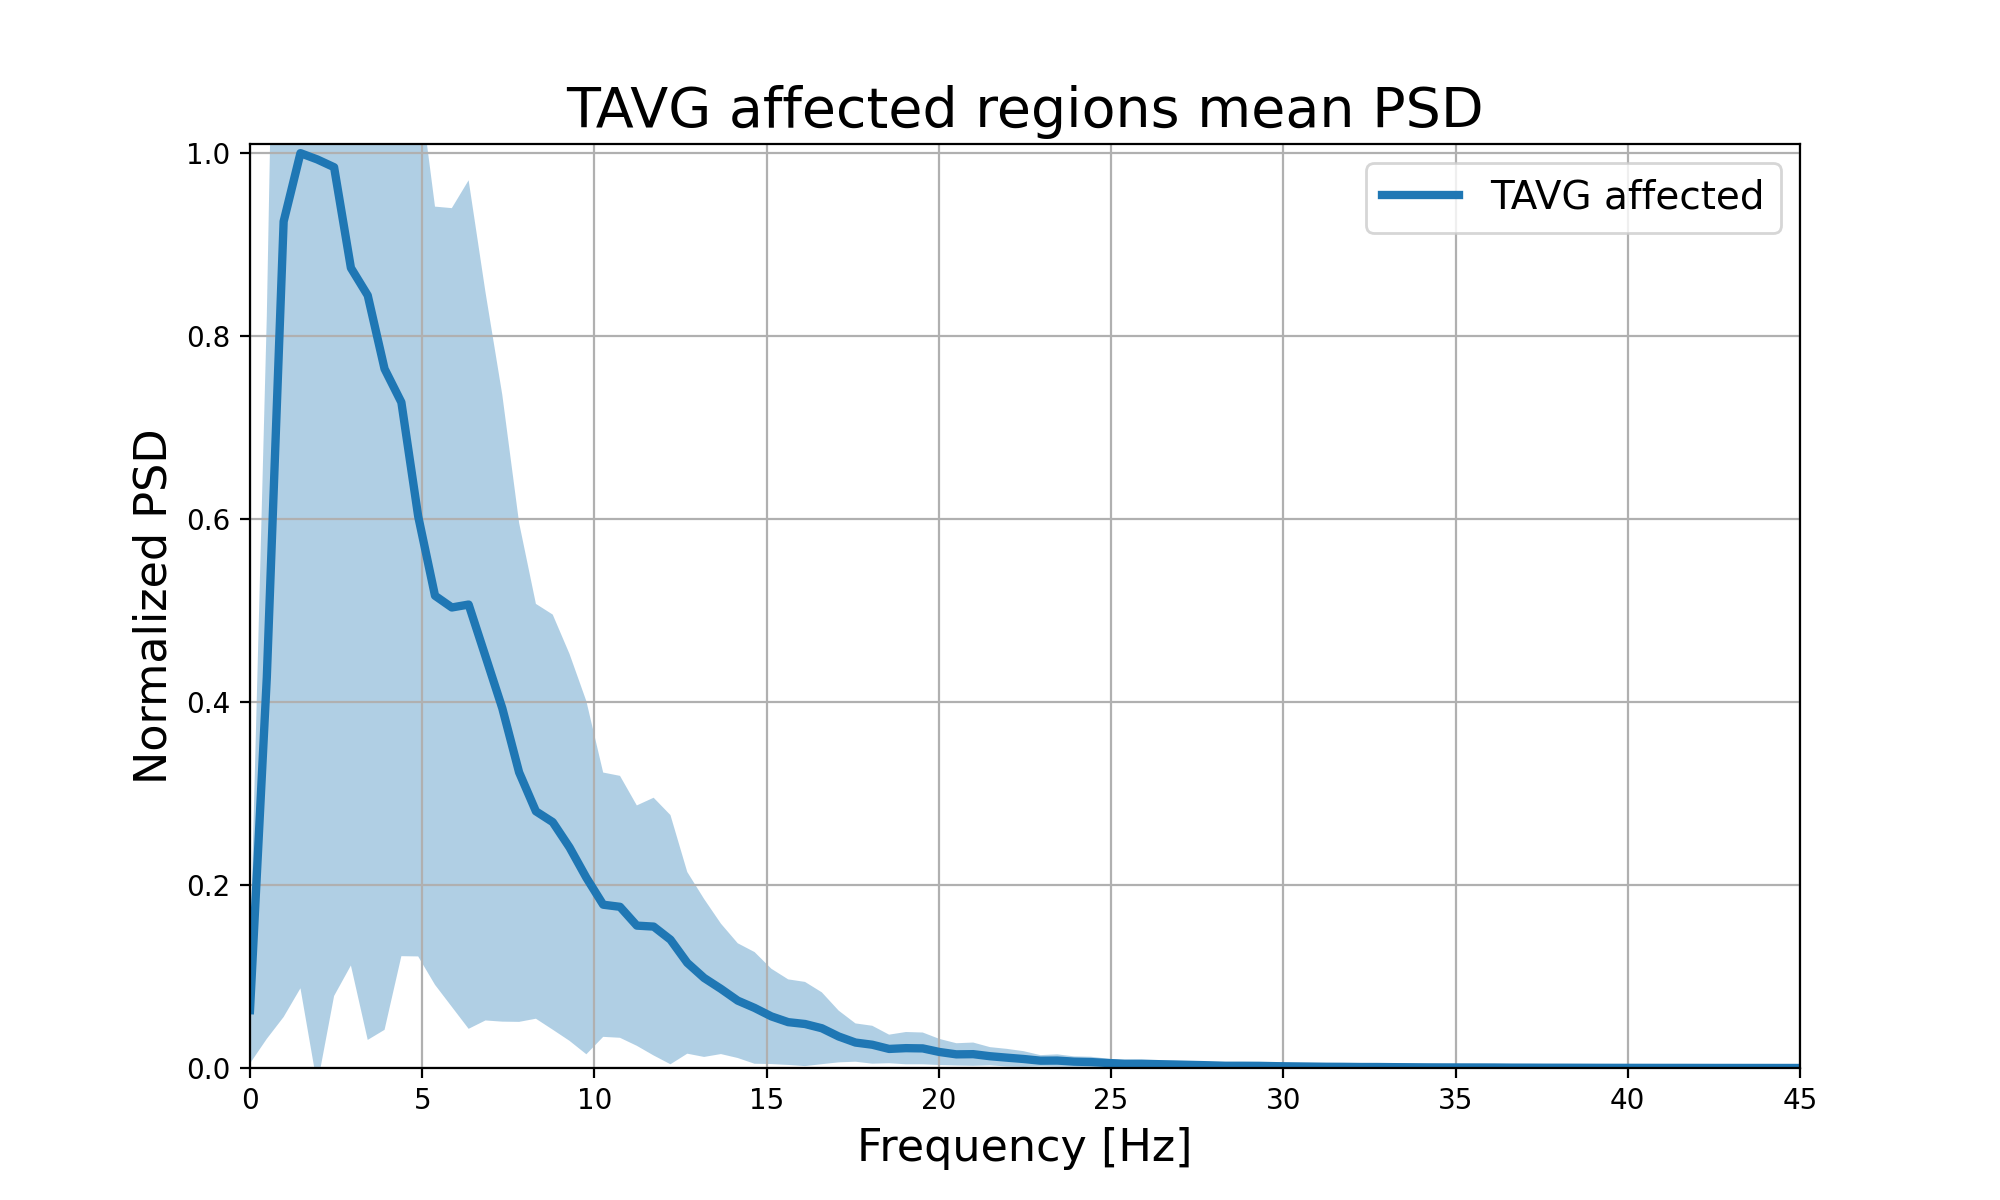 TAVG affected regions mean PSD
TAVG affected
Normalized PSD
1.0
0.8
0.6
0.4
0.2
0.0
0 5 10 15 20 25 30 35 40 45
Frequency [Hz]